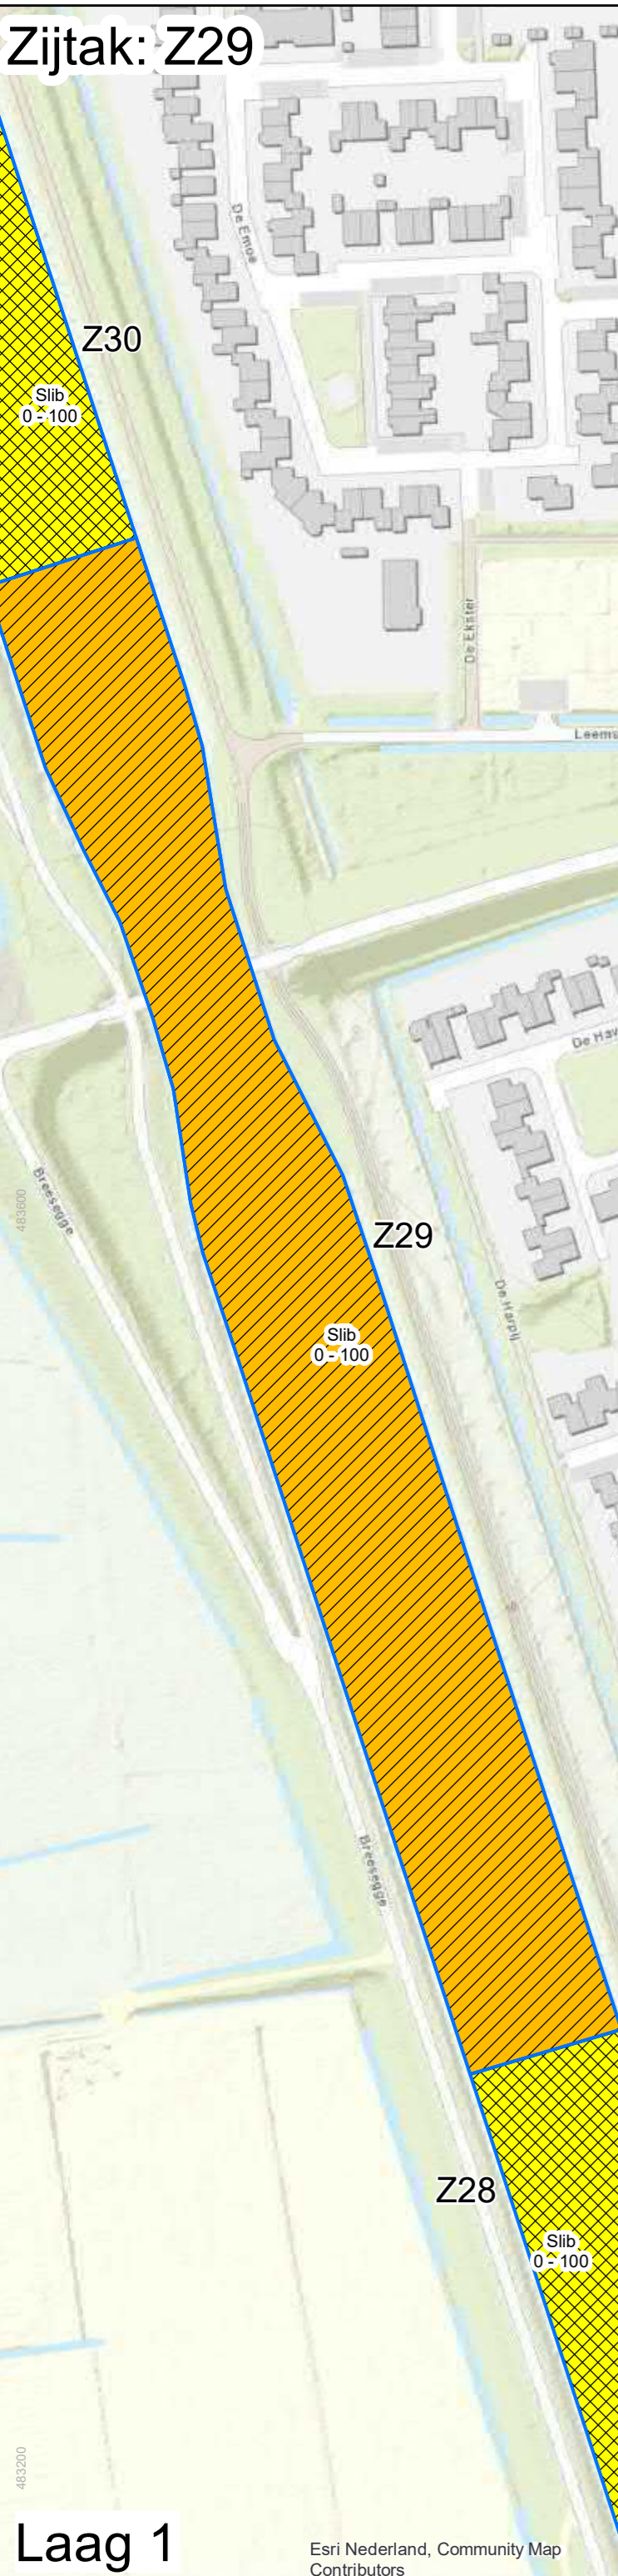 Zijtak: Z29
De Emoe
Z30
Slib
0 - 100
De Ekster
De Hav
Breesegge
483600
Z29
De Harpij
Slib
0 - 100
Breesegge
Z28
Slib
0 - 100
483200
Laag 1
Esri Nederland, Community Map
Contributors